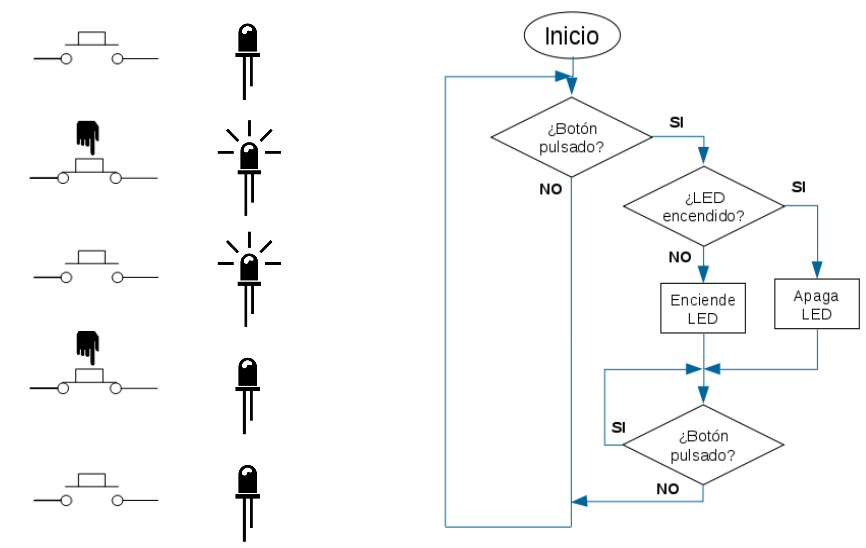 Inicio
¿Botón
pulsado?
SI
NO
¿LED
encendido?
SI
NO
Enciende
LED
Apaga
LED
¿Botón
pulsado?
SI
NO